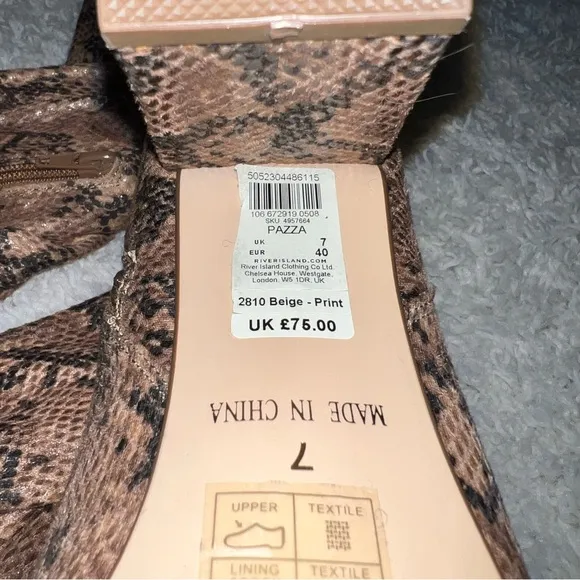 5052304486115
106 672919 0508
SKU 4957664
PAZZA
UK 7
EUR 40
RIVERISLAND.COM
River Island Clothing Co Ltd.
Chelsea House, Westgate,
London. W5 1DR, UK
2810 Beige - Print
UK £75.00
MADE IN CHINA
7
UPPER TEXTILE
LINING TEXTILE